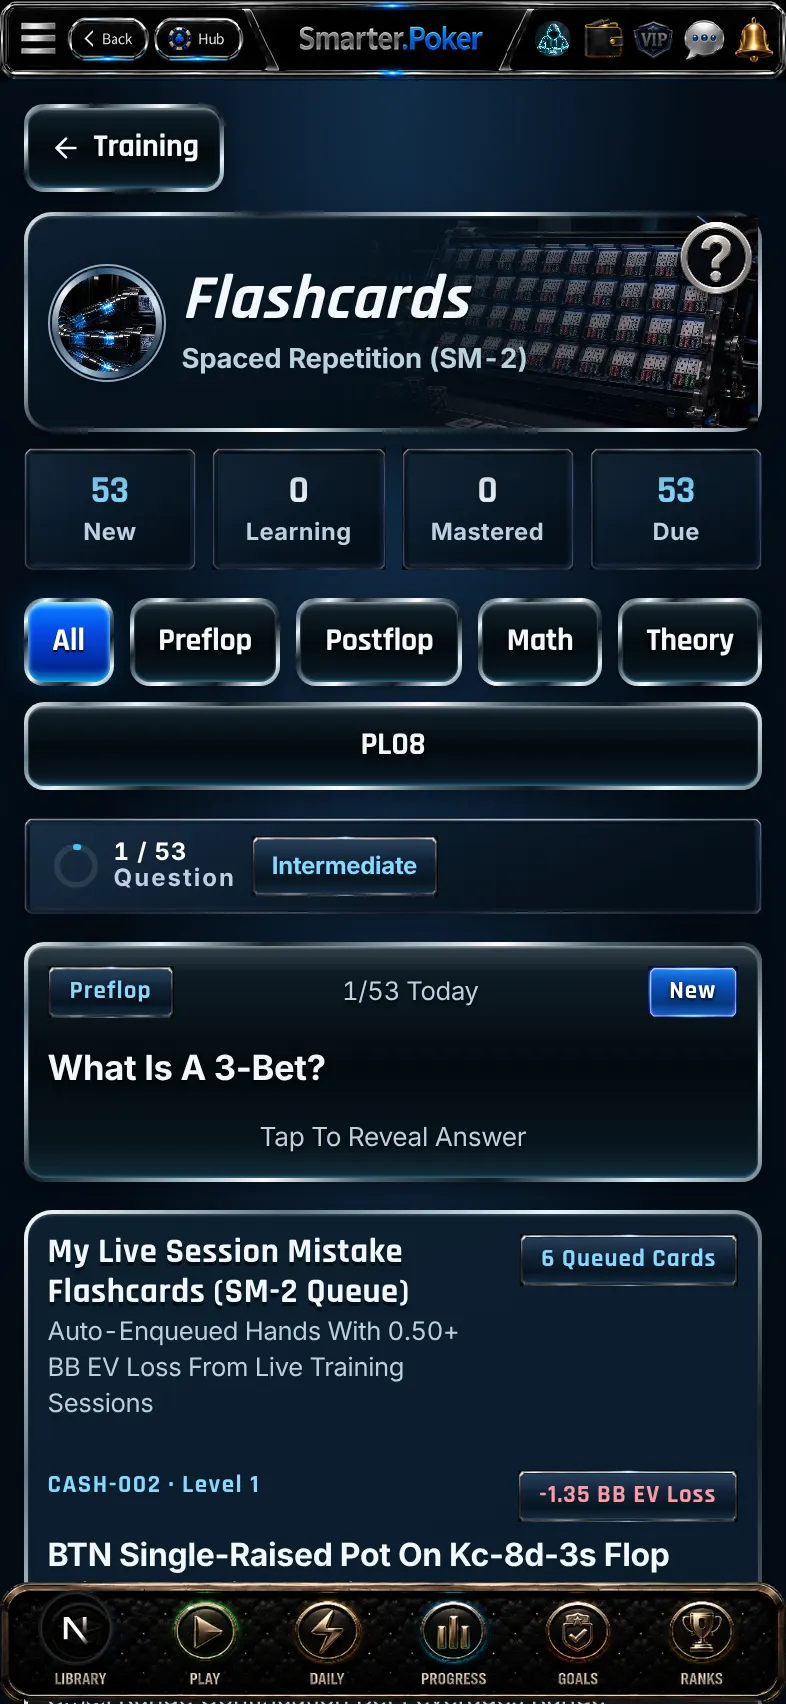 Back
Hub
Smarter.Poker
VIP
Training
?
Flashcards
Spaced Repetition (SM-2)
53
New
0
Learning
0
Mastered
53
Due
All
Preflop
Postflop
Math
Theory
PLO8
1 / 53
Question
Intermediate
Preflop
1/53 Today
New
What Is A 3-Bet?
Tap To Reveal Answer
My Live Session Mistake
Flashcards (SM-2 Queue)
6 Queued Cards
Auto-Enqueued Hands With 0.50+
BB EV Loss From Live Training
Sessions
CASH-002 · Level 1
-1.35 BB EV Loss
BTN Single-Raised Pot On Kc-8d-3s Flop
N
LIBRARY
PLAY
DAILY
PROGRESS
GOALS
RANKS